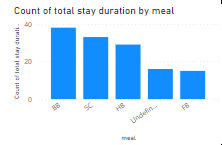 Count of total stay duration by meal
Count of total stay durati...
40
20
0
BB
SC
HB
Undefin...
FB
meal